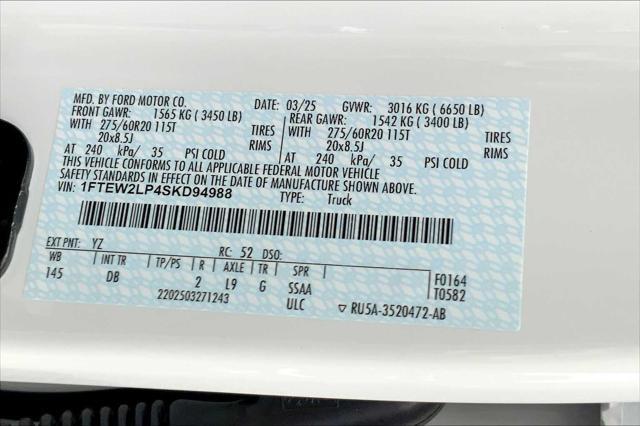 MFD. BY FORD MOTOR CO. DATE: 03/25 GVWR: 3016 KG ( 6650 LB)
FRONT GAWR: 1565 KG ( 3450 LB) REAR GAWR: 1542 KG ( 3400 LB)
WITH 275/60R20 115T TIRES WITH 275/60R20 115T TIRES
20x8.5J RIMS 20x8.5J RIMS
AT 240 kPa/ 35 PSI COLD AT 240 kPa/ 35 PSI COLD
THIS VEHICLE CONFORMS TO ALL APPLICABLE FEDERAL MOTOR VEHICLE
SAFETY STANDARDS IN EFFECT ON THE DATE OF MANUFACTURE SHOWN ABOVE.
VIN: 1FTEW2LP4SKD94988 TYPE: Truck
EXT PNT: YZ RC: 52 DSO:
WB INT TR TP/PS R AXLE TR SPR F0164
145 DB 2 L9 G SSAA T0582
2202503271243 ULC ▽ RU5A-3520472-AB